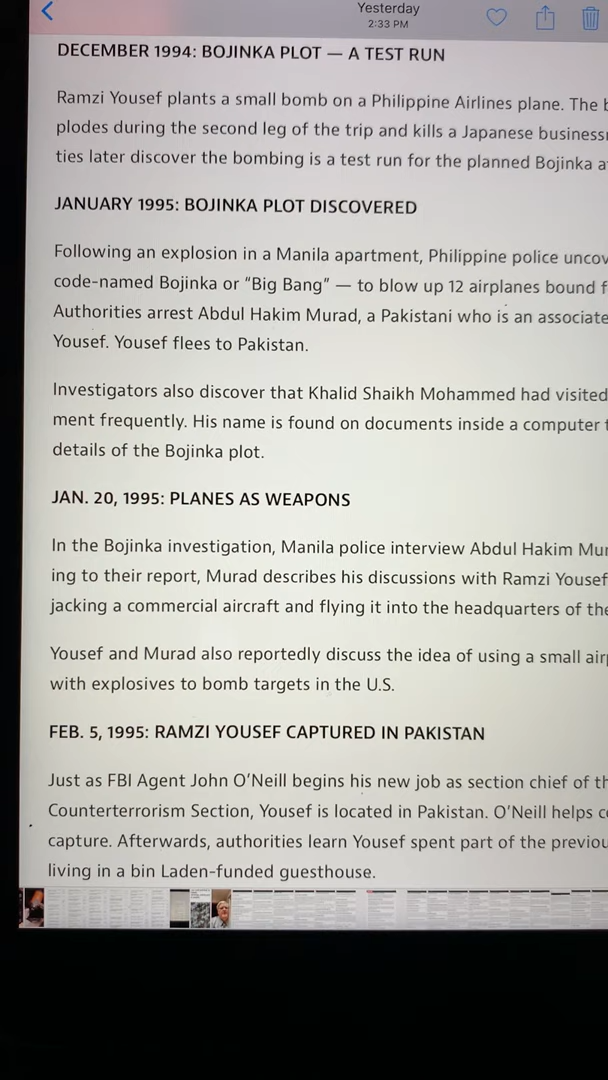 Yesterday
2:33 PM
DECEMBER 1994: BOJINKA PLOT — A TEST RUN
Ramzi Yousef plants a small bomb on a Philippine Airlines plane. The
plodes during the second leg of the trip and kills a Japanese
ties later discover the bombing is a test run for the planned Bojinka
JANUARY 1995: BOJINKA PLOT DISCOVERED
Following an explosion in a Manila apartment, Philippine police
code-named Bojinka or “Big Bang” — to blow up 12 airplanes bound
Authorities arrest Abdul Hakim Murad, a Pakistani who is an associate
Yousef. Yousef flees to Pakistan.
Investigators also discover that Khalid Shaikh Mohammed had visited
ment frequently. His name is found on documents inside a computer
details of the Bojinka plot.
JAN. 20, 1995: PLANES AS WEAPONS
In the Bojinka investigation, Manila police interview Abdul Hakim
ing to their report, Murad describes his discussions with Ramzi Yousef
jacking a commercial aircraft and flying it into the headquarters of the
Yousef and Murad also reportedly discuss the idea of using a small
with explosives to bomb targets in the U.S.
FEB. 5, 1995: RAMZI YOUSEF CAPTURED IN PAKISTAN
Just as FBI Agent John O’Neill begins his new job as section chief of
Counterterrorism Section, Yousef is located in Pakistan. O’Neill helps
capture. Afterwards, authorities learn Yousef spent part of the
living in a bin Laden-funded guesthouse.